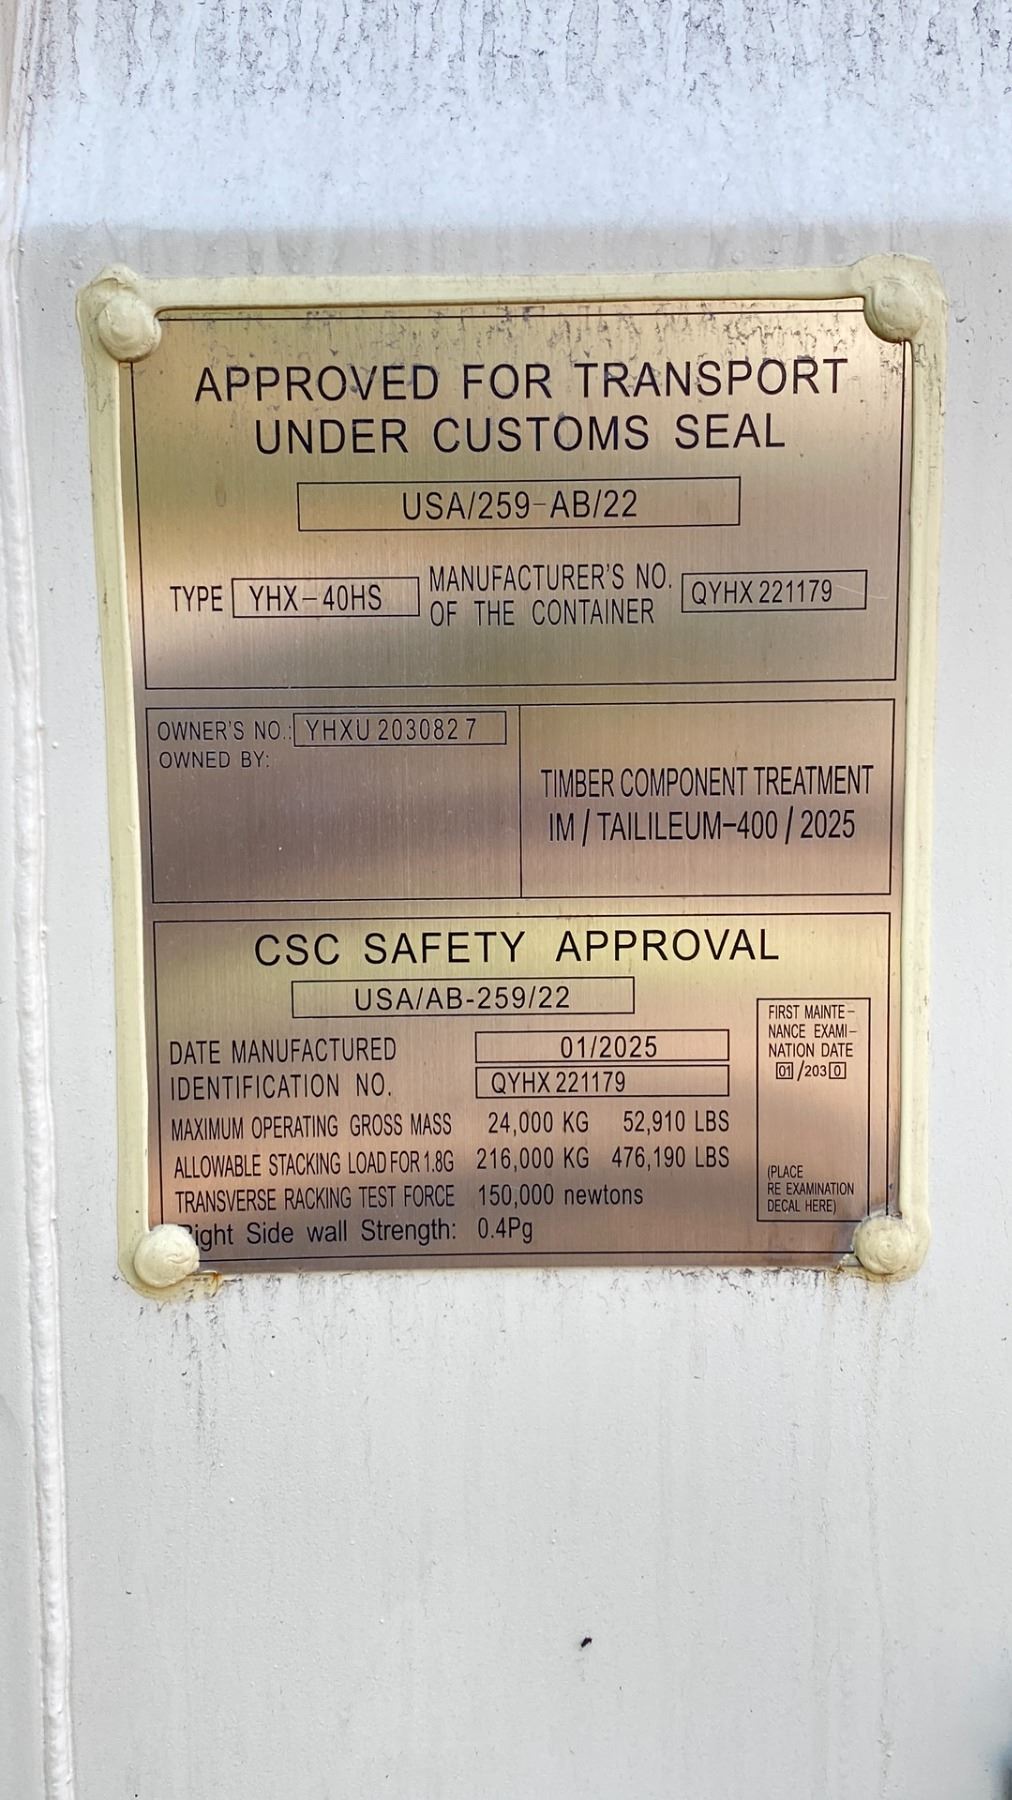 APPROVED FOR TRANSPORT
UNDER CUSTOMS SEAL
USA/259-AB/22
TYPE YHX-40HS MANUFACTURER'S NO. OF THE CONTAINER QYHX 221179
OWNER'S NO.: YHXU 203082 7
OWNED BY:
TIMBER COMPONENT TREATMENT
IM / TAILILEUM-400 / 2025
CSC SAFETY APPROVAL
USA/AB-259/22
DATE MANUFACTURED 01/2025
IDENTIFICATION NO. QYHX 221179
MAXIMUM OPERATING GROSS MASS 24,000 KG 52,910 LBS
ALLOWABLE STACKING LOAD FOR 1.8G 216,000 KG 476,190 LBS
TRANSVERSE RACKING TEST FORCE 150,000 newtons
Right Side wall Strength: 0.4Pg
FIRST MAINTE-
NANCE EXAMI-
NATION DATE
01/2030
(PLACE
RE EXAMINATION
DECAL HERE)